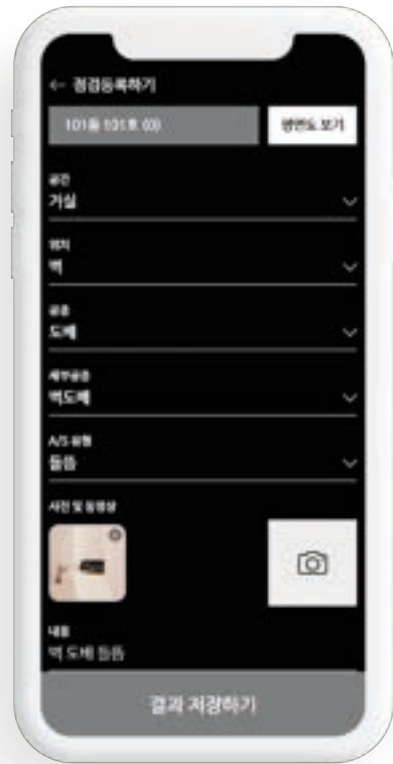 ← 점검등록하기
101동 101호 (0)
평면도 보기
공간
거실
위치
벽
공종
도배
세부공종
벽도배
A/S 유형
들뜸
사진 및 동영상
내용
벽 도배 들뜸
결과 저장하기